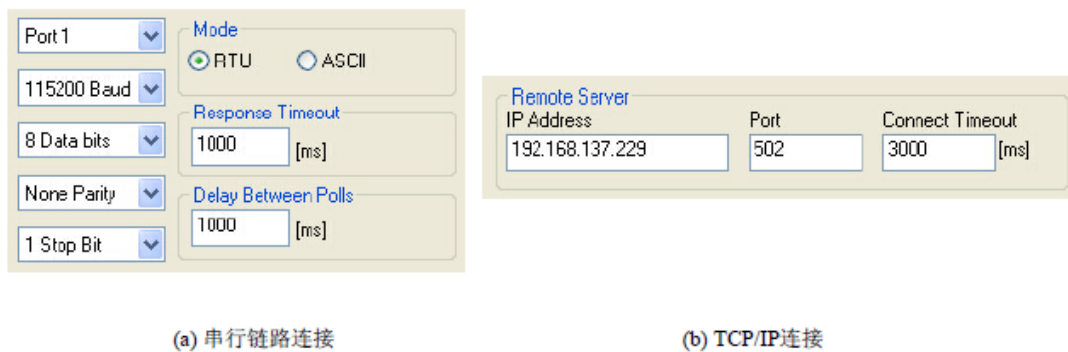 Port 1
115200 Baud
8 Data bits
None Parity
1 Stop Bit
Mode
RTU ASCII
Response Timeout
1000 [ms]
Delay Between Polls
1000 [ms]
Remote Server
IP Address Port Connect Timeout
192.168.137.229 502 3000 [ms]
(a) 串行链路连接
(b) TCP/IP连接